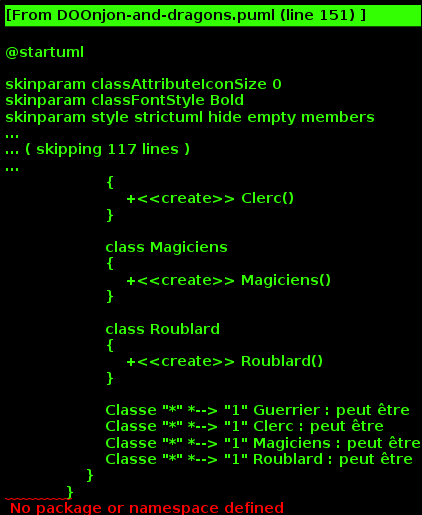 [From DOOnjon-and-dragons.puml (line 151) ]
@startuml
skinparam classAttributeIconSize 0
skinparam classFontStyle Bold
skinparam style strictuml hide empty members
...
... ( skipping 117 lines )
...
{
+<<create>> Clerc()
}
class Magiciens
{
+<<create>> Magiciens()
}
class Roublard
{
+<<create>> Roublard()
}
Classe "*" *--> "1" Guerrier : peut être
Classe "*" *--> "1" Clerc : peut être
Classe "*" *--> "1" Magiciens : peut être
Classe "*" *--> "1" Roublard : peut être
}
}
No package or namespace defined